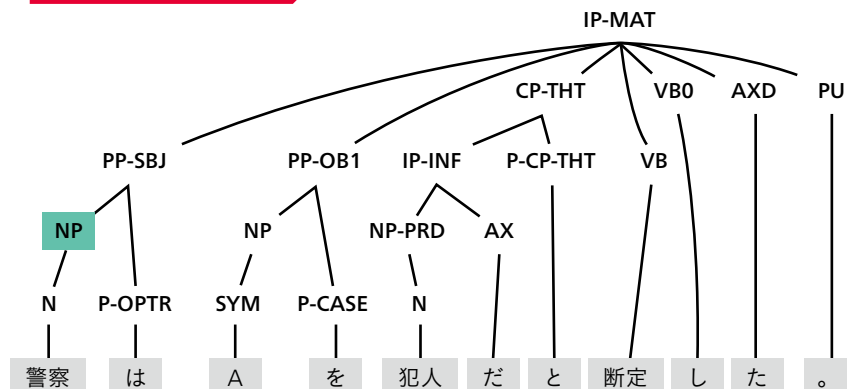 IP-MAT
CP-THT VB0 AXD PU
PP-SBJ PP-OB1 IP-INF P-CP-THT VB
NP NP NP-PRD AX
N P-OPTR SYM P-CASE N
警察 は A を 犯人 だ と 断定 し た 。